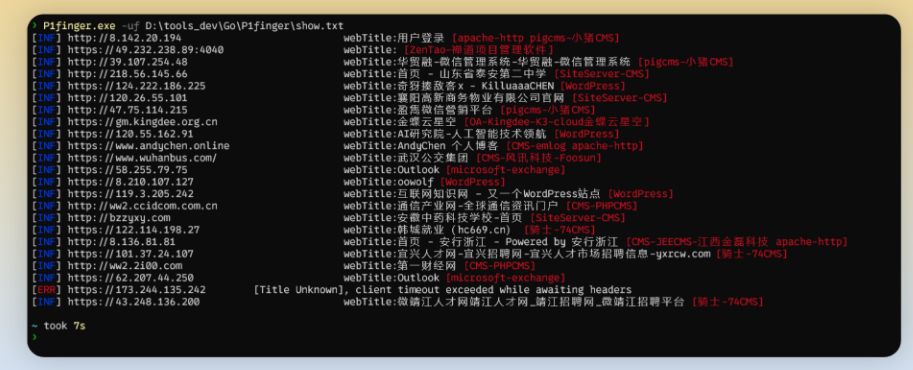 › P1finger.exe -uf D:\tools_dev\Go\P1finger\show.txt
[INF] http://8.142.20.194 webTitle:用户登录 [apache-http pigcms-小猪CMS]
[INF] https://49.232.238.89:4040 webTitle: [ZenTao-禅道项目管理软件]
[INF] http://39.107.254.48 webTitle:华贸融-微信管理系统-华贸融-微信管理系统 [pigcms-小猪CMS]
[INF] http://218.56.145.66 webTitle:首页 - 山东省泰安第二中学 [SiteServer-CMS]
[INF] https://124.222.186.225 webTitle:奇犽揍敌客x - KilluaaaCHEN [WordPress]
[INF] http://120.26.55.101 webTitle:襄阳高新商务物业有限公司官网 [SiteServer-CMS]
[INF] http://47.75.114.215 webTitle:盈隽微信营销平台 [pigcms-小猪CMS]
[INF] https://gm.kingdee.org.cn webTitle:金蝶云星空 [OA-Kingdee-K3-cloud金蝶云星空]
[INF] https://120.55.162.91 webTitle:AI研究院-人工智能技术领航 [WordPress]
[INF] https://www.andychen.online webTitle:AndyChen 个人博客 [CMS-emlog apache-http]
[INF] https://www.wuhanbus.com/ webTitle:武汉公交集团 [CMS-风讯科技-Foosun]
[INF] https://58.255.79.75 webTitle:Outlook [microsoft-exchange]
[INF] https://8.210.107.127 webTitle:oowolf [WordPress]
[INF] https://119.3.205.242 webTitle:互联网知识网 - 又一个WordPress站点 [WordPress]
[INF] http://ww2.ccidcom.com.cn webTitle:通信产业网-全球通信资讯门户 [CMS-PHPCMS]
[INF] http://bzzyxy.com webTitle:安徽中药科技学校-首页 [SiteServer-CMS]
[INF] https://122.114.198.27 webTitle:韩城就业 (hc669.cn) [骑士-74CMS]
[INF] http://8.136.81.81 webTitle:首页 - 安行浙江 - Powered by 安行浙江 [CMS-JEECMS-江西金磊科技 apache-http]
[INF] https://101.37.24.107 webTitle:宜兴人才网-宜兴招聘网-宜兴人才市场招聘信息-yxrcw.com [骑士-74CMS]
[INF] http://ww2.2i00.com webTitle:第一财经网 [CMS-PHPCMS]
[INF] https://62.207.44.250 webTitle:Outlook [microsoft-exchange]
[ERR] https://173.244.135.242 [Title Unknown], client timeout exceeded while awaiting headers
[INF] https://43.248.136.200 webTitle:微靖江人才网靖江人才网_靖江招聘网_微靖江招聘平台 [骑士-74CMS]
~ took 7s
›